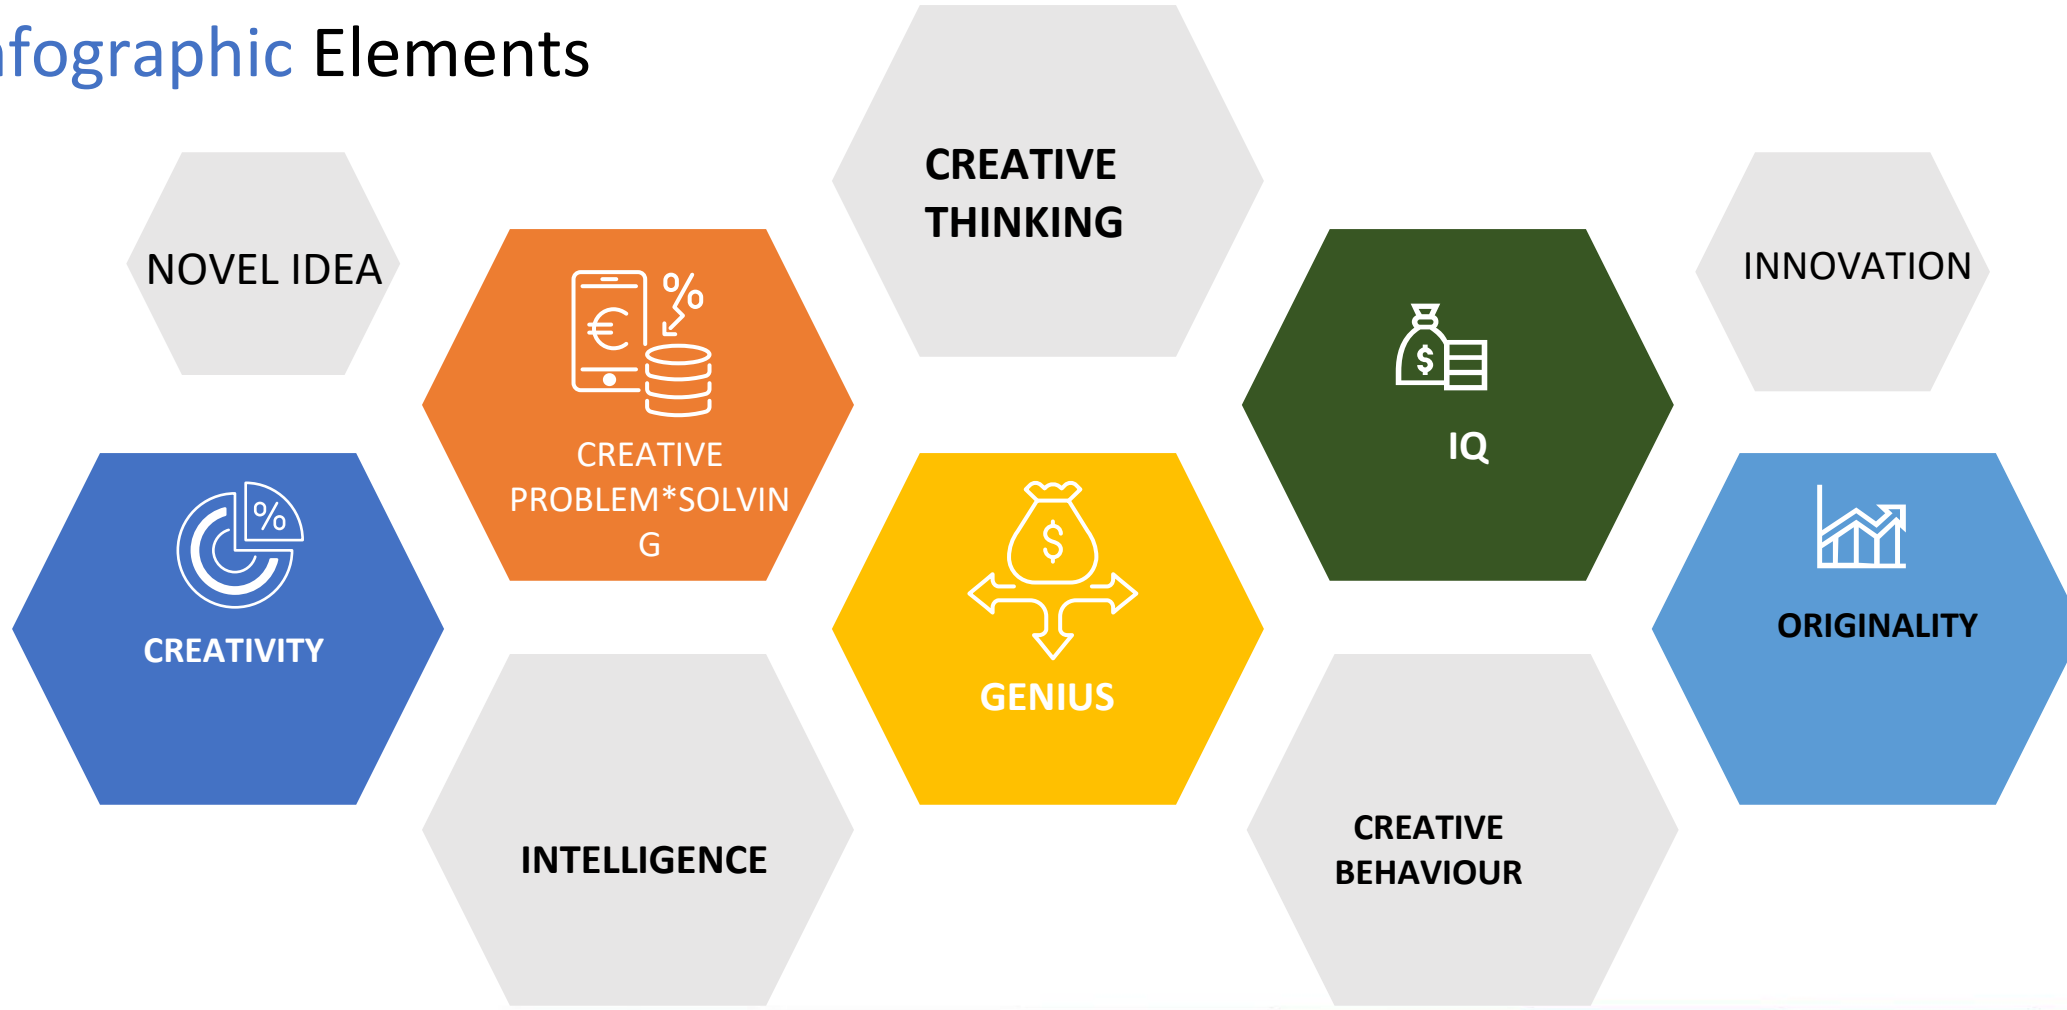 nfographic Elements
CREATIVE
THINKING
NOVEL IDEA
INNOVATION
%
€
CREATIVE
PROBLEM*SOLVIN
G
$
IQ
%
CREATIVITY
$
GENIUS
ORIGINALITY
INTELLIGENCE
CREATIVE
BEHAVIOUR